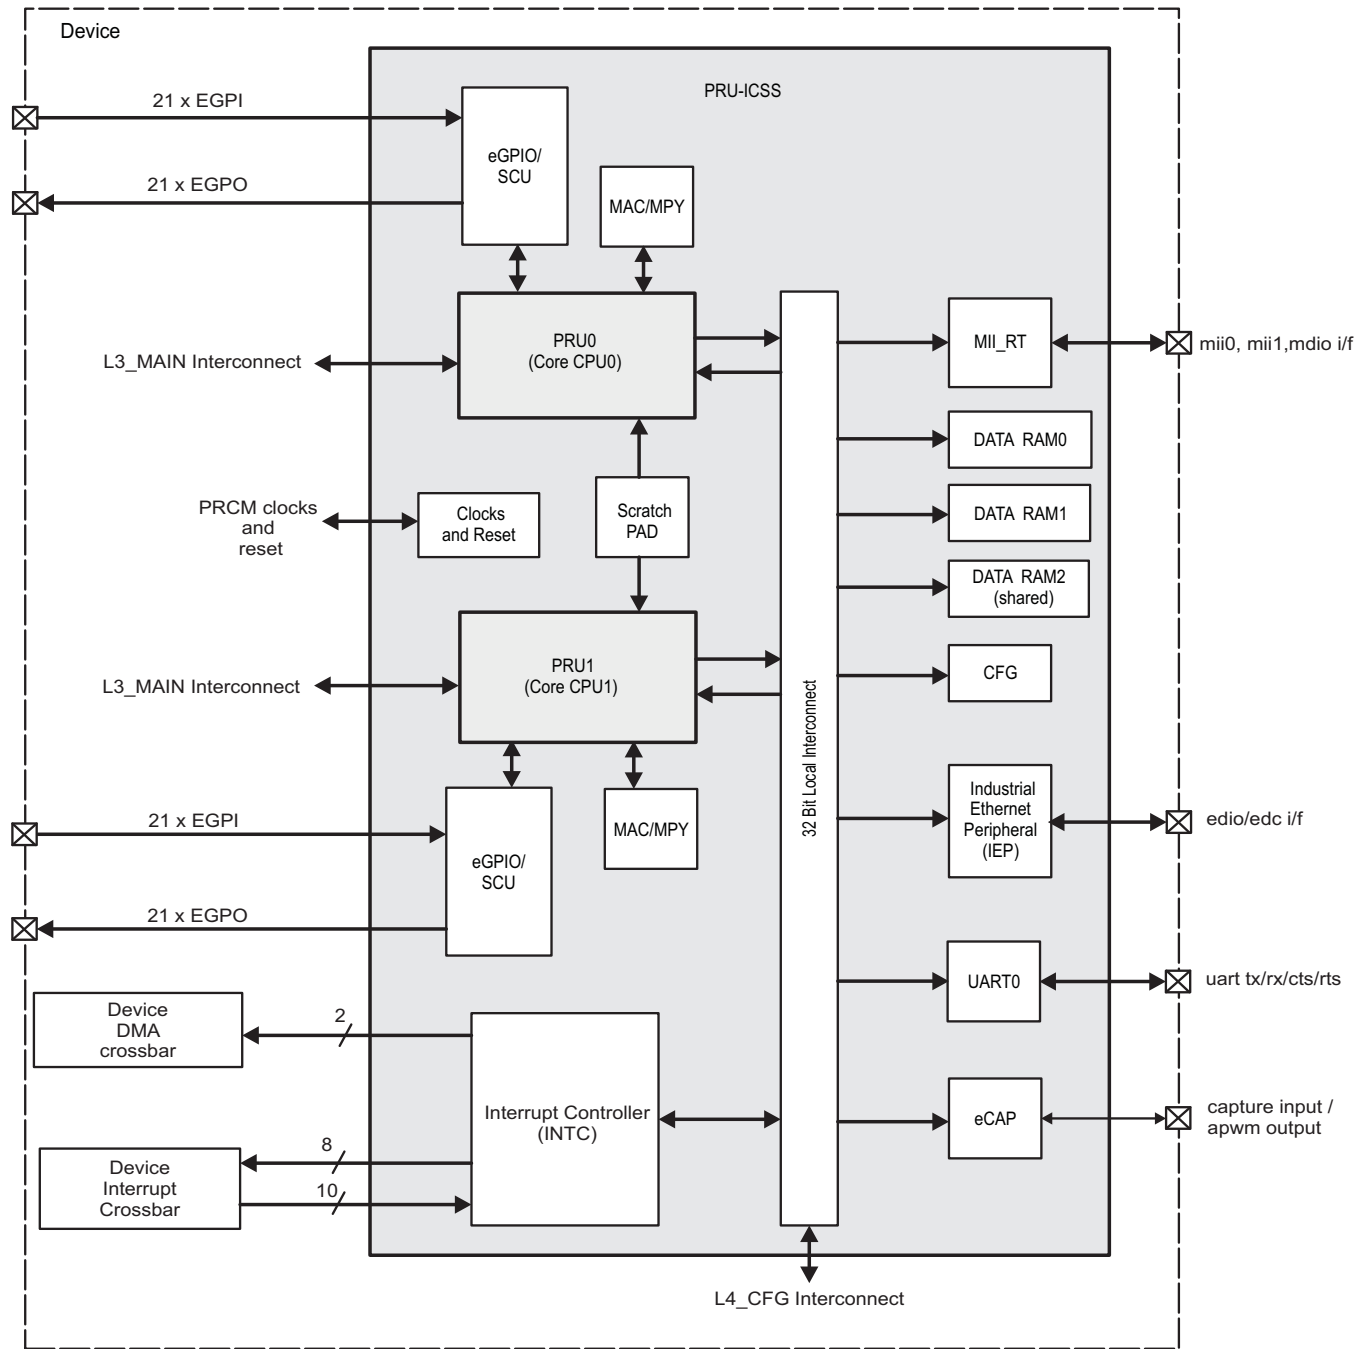 Device
PRU-ICSS
21 x EGPI
eGPIO/
SCU
21 x EGPO
MAC/MPY
PRU0
(Core CPU0)
L3_MAIN Interconnect
MII_RT
mii0, mii1,mdio i/f
DATA RAM0
PRCM clocks
and
reset
Clocks
and Reset
Scratch
PAD
DATA RAM1
DATA RAM2
(shared)
PRU1
(Core CPU1)
L3_MAIN Interconnect
CFG
32 Bit Local Interconnect
21 x EGPI
eGPIO/
SCU
MAC/MPY
Industrial
Ethernet
Peripheral
(IEP)
edio/edc i/f
21 x EGPO
UART0
uart tx/rx/cts/rts
Device
DMA
crossbar
2
Interrupt Controller
(INTC)
eCAP
capture input /
apwm output
Device
Interrupt
Crossbar
8
10
L4_CFG Interconnect